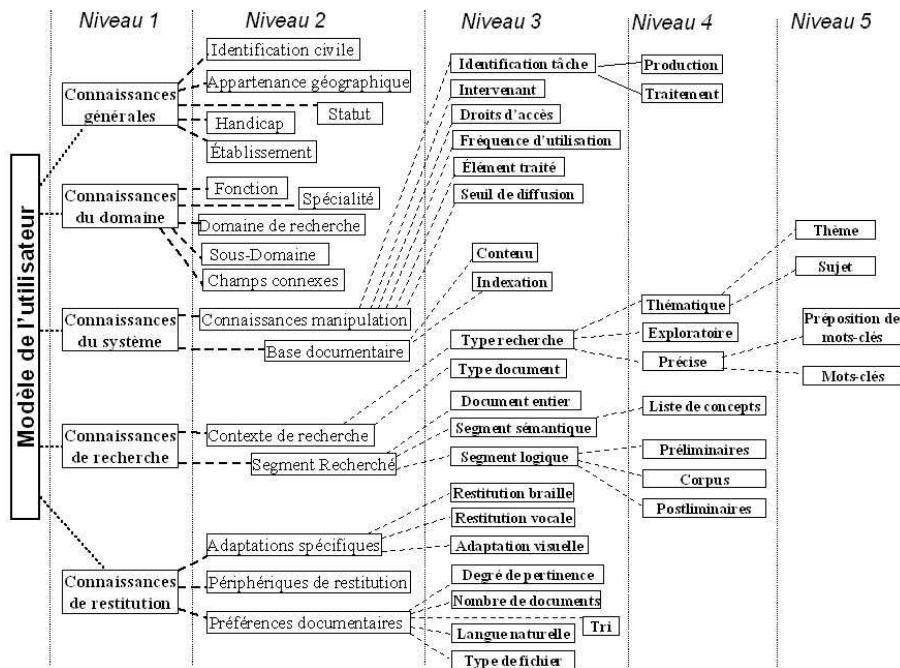 Niveau 1
Niveau 2
Niveau 3
Niveau 4
Niveau 5
Modèle de l'utilisateur
Connaissances
générales
Connaissances
du domaine
Connaissances
du système
Connaissances
de recherche
Connaissances
de restitution
Identification civile
Appartenance géographique
Statut
Handicap
Établissement
Fonction
Spécialité
Domaine de recherche
Sous-Domaine
Champs connexes
Connaissances manipulation
Base documentaire
Contexte de recherche
Segment Recherché
Adaptations spécifiques
Périphériques de restitution
Préférences documentaires
Identification tâche
Intervenant
Droits d'accès
Fréquence d'utilisation
Élément traité
Seuil de diffusion
Contenu
Indexation
Type recherche
Type document
Document entier
Segment sémantique
Segment logique
Restitution braille
Restitution vocale
Adaptation visuelle
Degré de pertinence
Nombre de documents
Tri
Langue naturelle
Type de fichier
Production
Traitement
Thématique
Exploratoire
Précise
Liste de concepts
Préliminaires
Corpus
Postliminaires
Thème
Sujet
Préposition de
mots-clés
Mots-clés